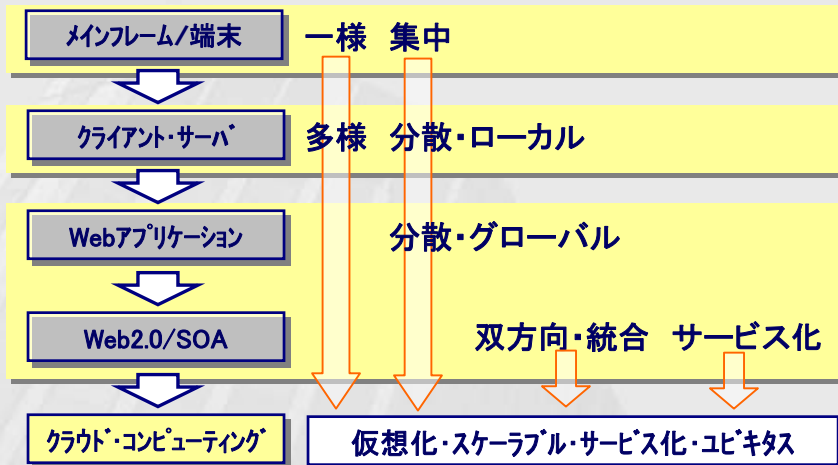 メインフレーム/端末 一様 集中
クライアント・サーバ 多様 分散・ローカル
Webアプリケーション 分散・グローバル
Web2.0/SOA 双方向・統合 サービス化
クラウド・コンピューティング 仮想化・スケーラブル・サービス化・ユビキタス